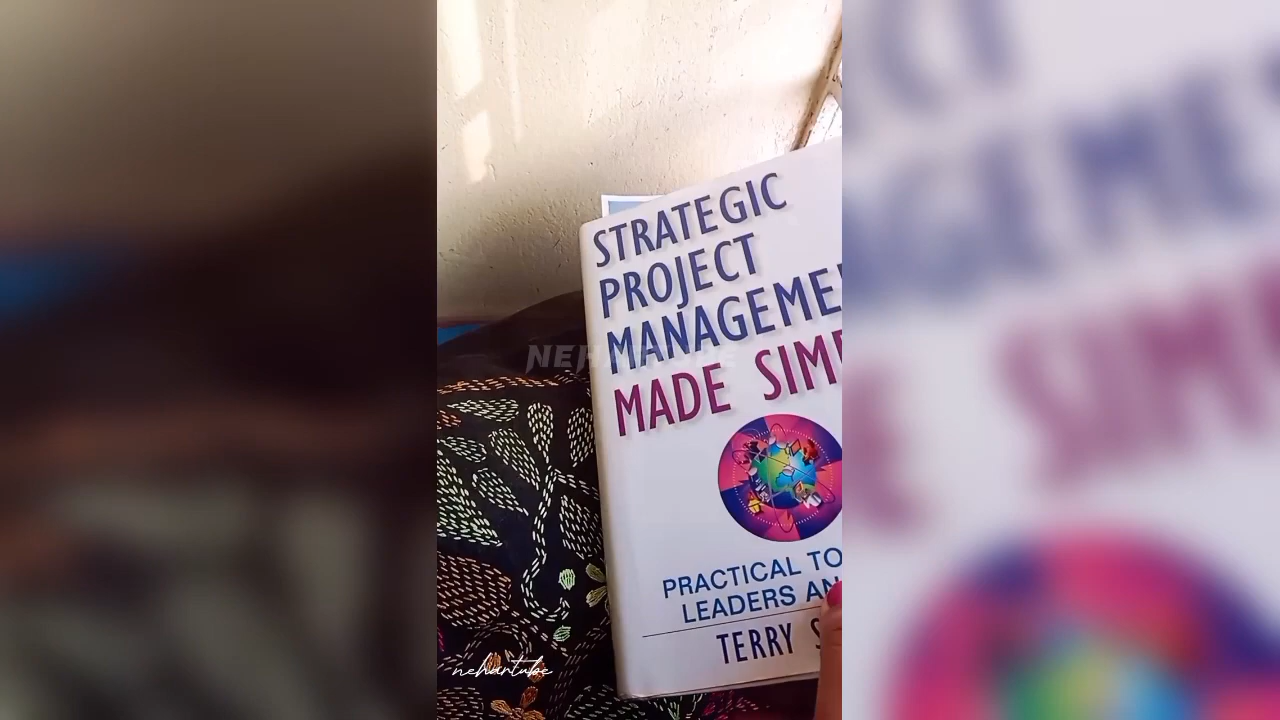 STRATEGIC
PROJECT
MANAGEME
MADE SIM
PRACTICAL TO
LEADERS AN
TERRY S
nehartube